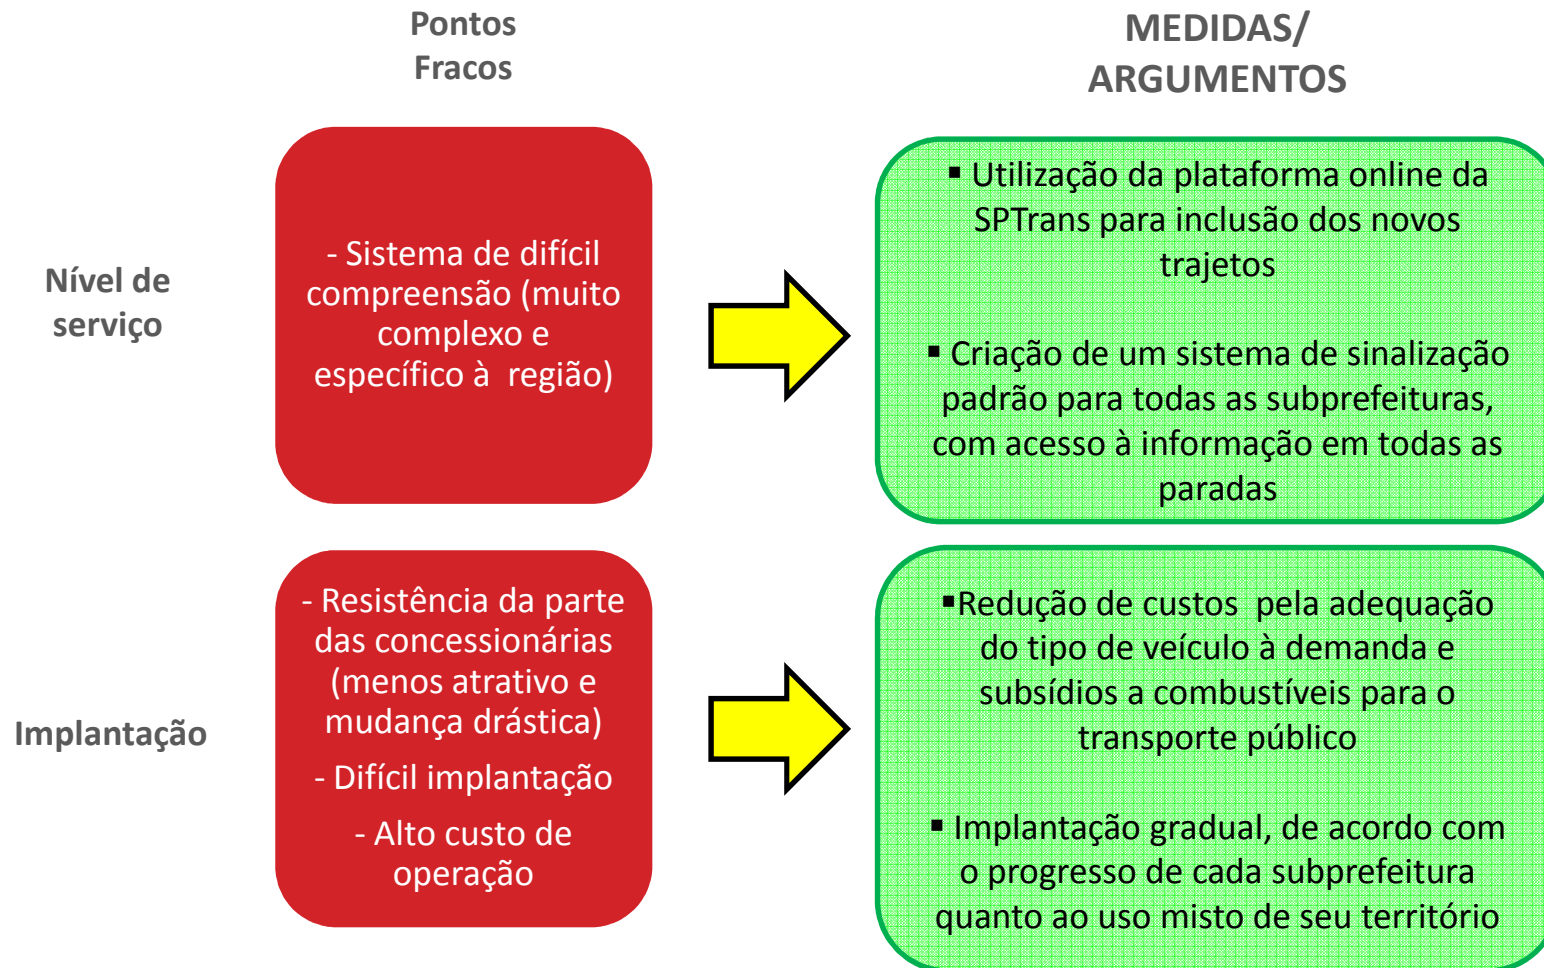 Pontos
Fracos
MEDIDAS/
ARGUMENTOS
Nível de
serviço
- Sistema de difícil
compreensão (muito
complexo e
específico à região)
▪ Utilização da plataforma online da
SPTrans para inclusão dos novos
trajetos
▪ Criação de um sistema de sinalização
padrão para todas as subprefeituras,
com acesso à informação em todas as
paradas
Implantação
- Resistência da parte
das concessionárias
(menos atrativo e
mudança drástica)
- Difícil implantação
- Alto custo de
operação
▪Redução de custos pela adequação
do tipo de veículo à demanda e
subsídios a combustíveis para o
transporte público
▪ Implantação gradual, de acordo com
o progresso de cada subprefeitura
quanto ao uso misto de seu território